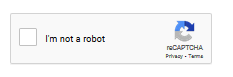 I'm not a robot
reCAPTCHA
Privacy - Terms